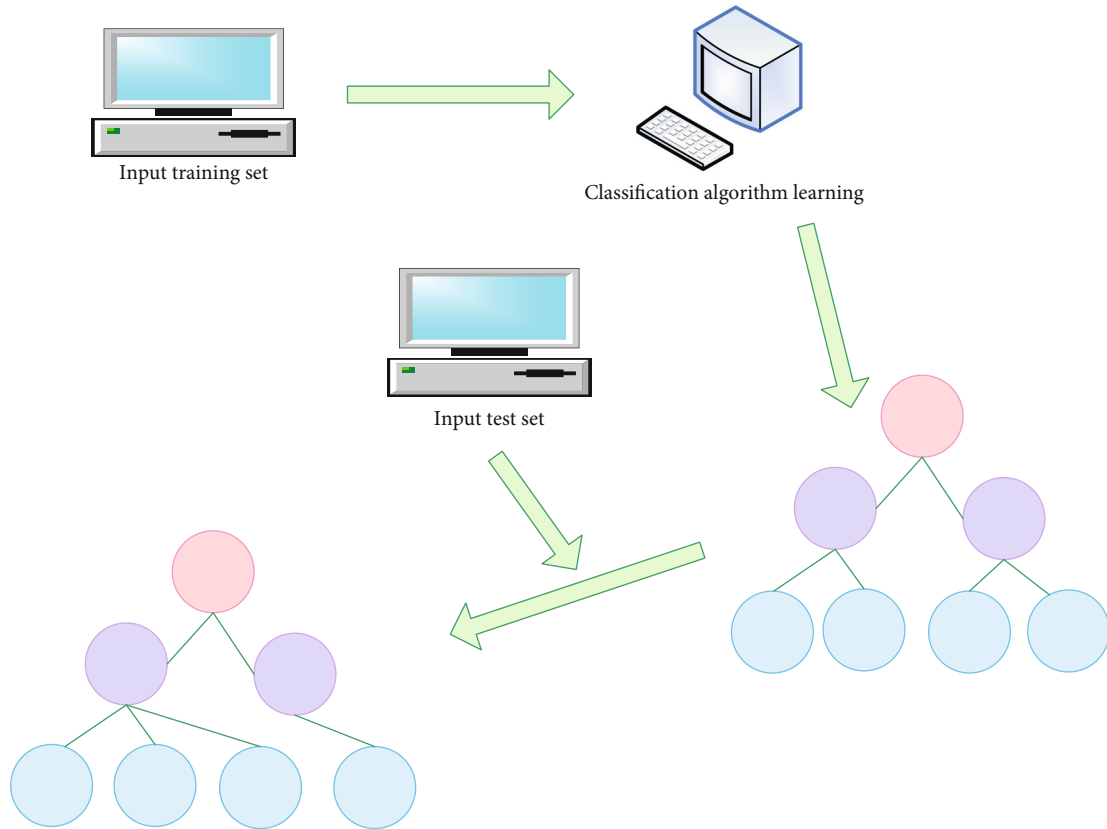 Input training set
Classification algorithm learning
Input test set